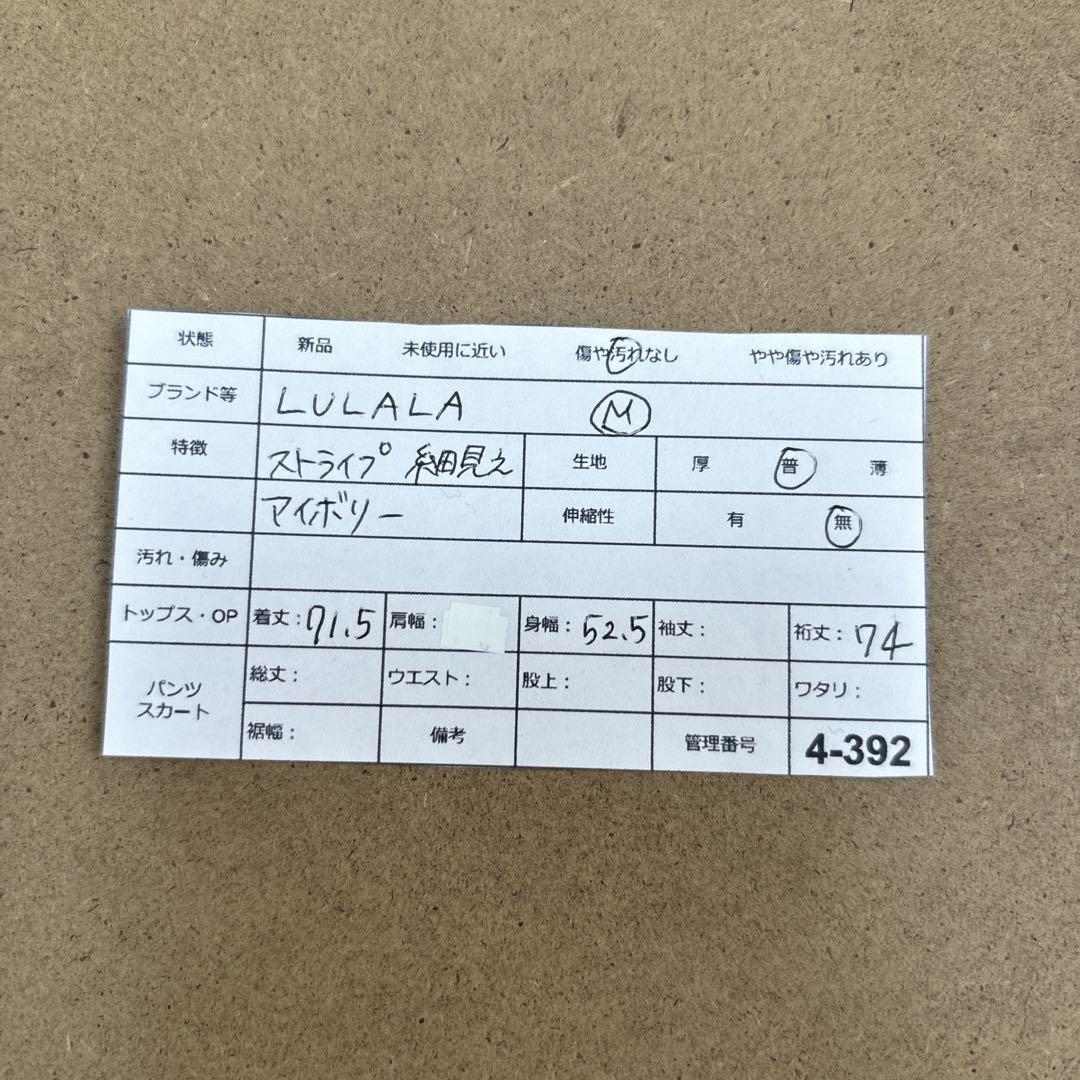 状態 新品 未使用に近い 傷や汚れなし やや傷や汚れあり
ブランド等 LULALA M
特徴 ストライプ 細見え 生地 厚 普 薄
アイボリー 伸縮性 有 無
汚れ・傷み
トップス・OP 着丈：71.5 肩幅： 身幅：52.5 袖丈： 裄丈：74
パンツ スカート 総丈： ウエスト： 股上： 股下： ワタリ：
裾幅： 備考 管理番号 4-392